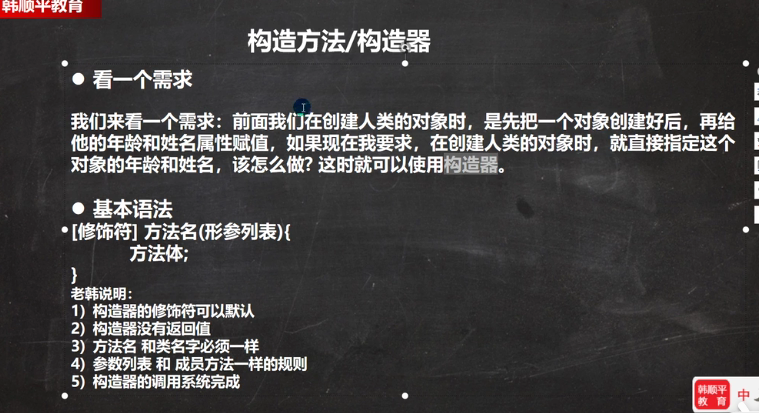 韩顺平教育
构造方法/构造器
● 看一个需求
我们来看一个需求：前面我们在创建人类的对象时，是先把一个对象创建好后，再给
他的年龄和姓名属性赋值，如果现在我要求，在创建人类的对象时，就直接指定这个
对象的年龄和姓名，该怎么做? 这时就可以使用构造器。
● 基本语法
[修饰符] 方法名(形参列表){
方法体;
}
老韩说明：
1) 构造器的修饰符可以默认
2) 构造器没有返回值
3) 方法名 和类名字必须一样
4) 参数列表 和 成员方法一样的规则
5) 构造器的调用系统完成
韩顺平
教育
中